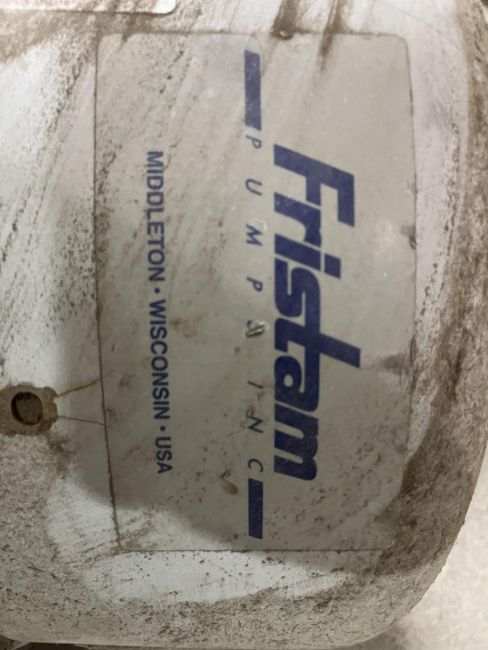 Fristam
PUMPS INC
MIDDLETON • WISCONSIN • USA